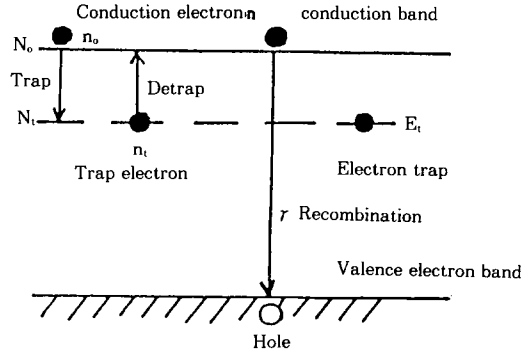 Conduction electron n conduction band
N₀ n₀
Trap Detrap
Nₜ Eₜ
nₜ
Trap electron Electron trap
γ Recombination
Valence electron band
Hole